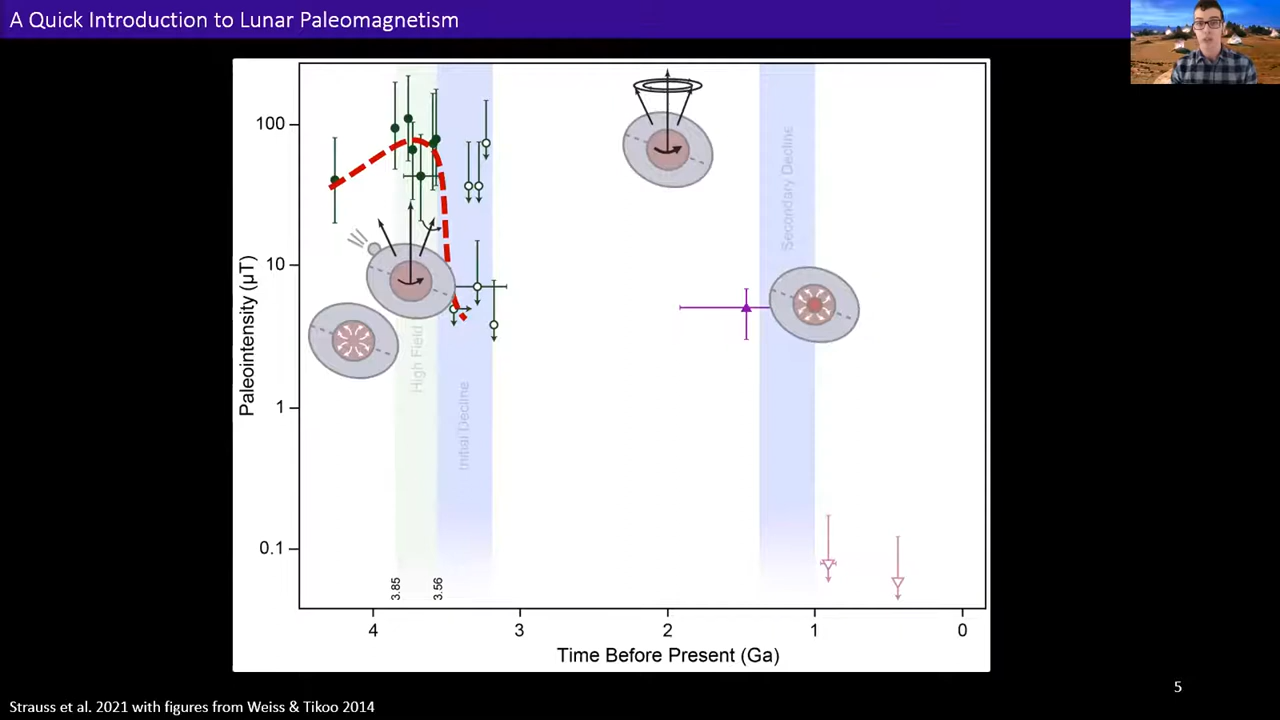 A Quick Introduction to Lunar Paleomagnetism
100
10
1
0.1
Paleointensity (μT)
High Field
Initial Decline
Secondary Decline
3.85
3.56
4
3
2
1
0
Time Before Present (Ga)
5
Strauss et al. 2021 with figures from Weiss & Tikoo 2014